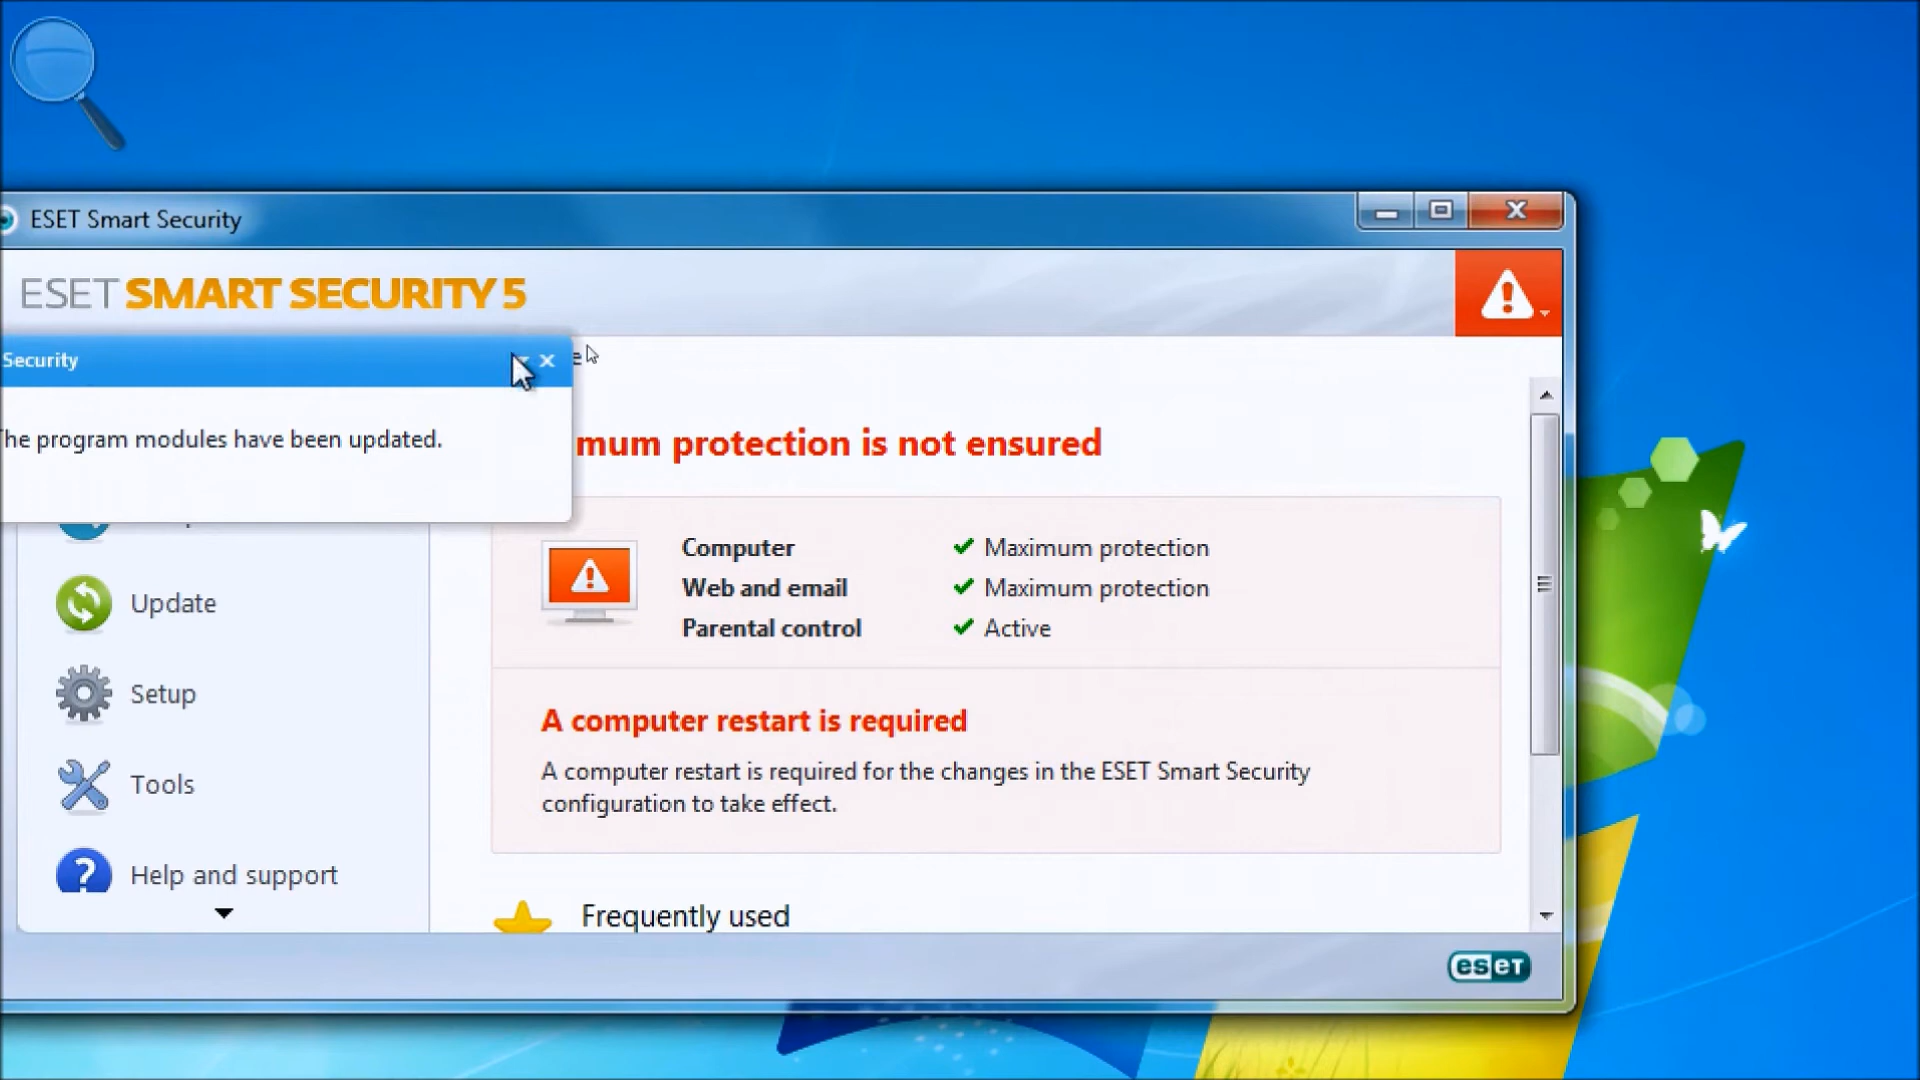 ESET Smart Security
ESET SMART SECURITY 5
Security
The program modules have been updated.
mum protection is not ensured
Computer Maximum protection
Web and email Maximum protection
Parental control Active
Update
Setup
Tools
Help and support
A computer restart is required
A computer restart is required for the changes in the ESET Smart Security
configuration to take effect.
Frequently used
eset